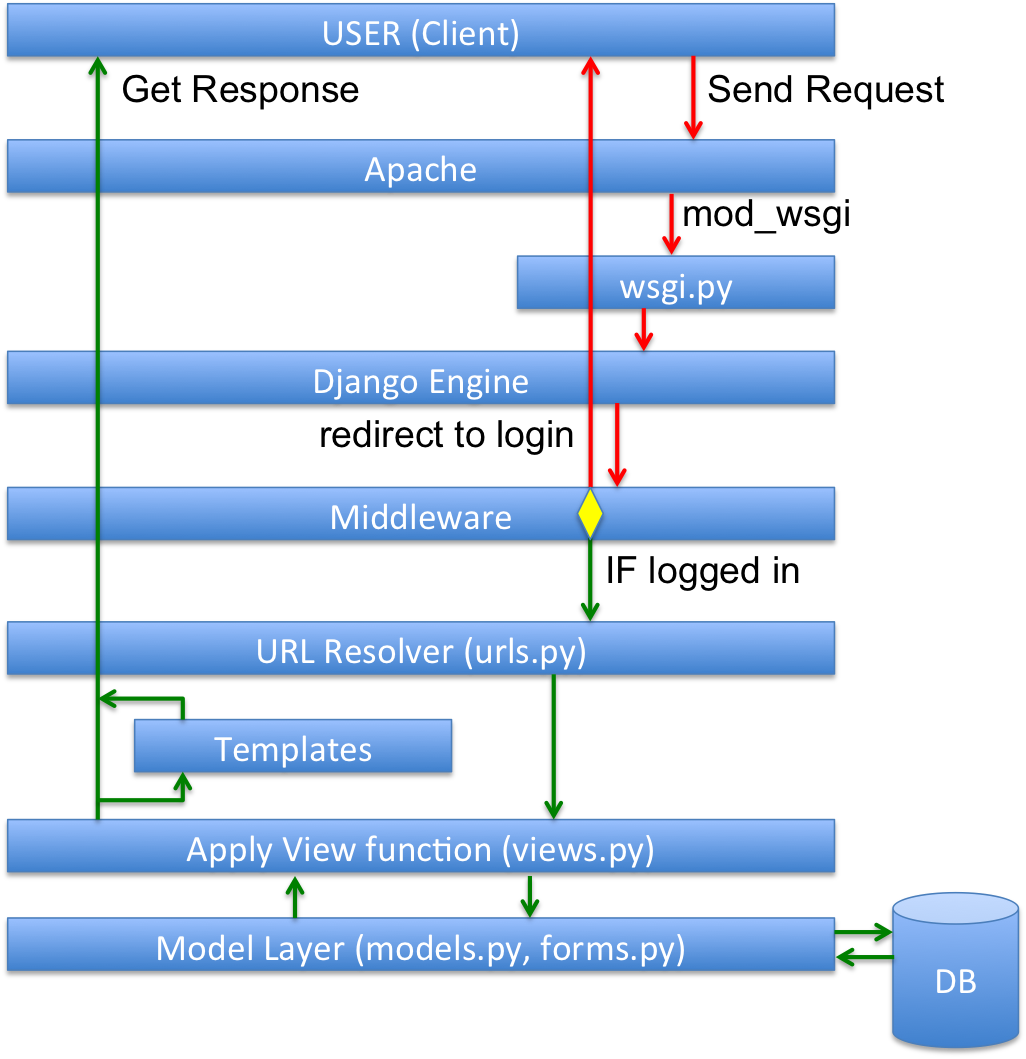 USER (Client)
Get Response
Send Request
Apache
mod_wsgi
wsgi.py
Django Engine
redirect to login
Middleware
IF logged in
URL Resolver (urls.py)
Templates
Apply View function (views.py)
Model Layer (models.py, forms.py)
DB